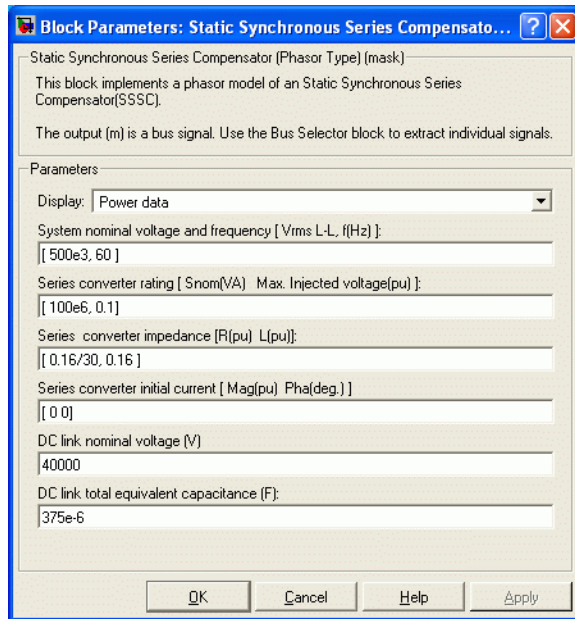 Block Parameters: Static Synchronous Series Compensato...
Static Synchronous Series Compensator (Phasor Type) (mask)
This block implements a phasor model of an Static Synchronous Series
Compensator(SSSC).
The output (m) is a bus signal. Use the Bus Selector block to extract individual signals.
Parameters
Display: Power data
System nominal voltage and frequency [ Vrms L-L, f(Hz) ]:
[ 500e3, 60 ]
Series converter rating [ Snom(VA) Max. Injected voltage(pu) ]:
[ 100e6, 0.1]
Series converter impedance [R(pu) L(pu)]:
[ 0.16/30, 0.16 ]
Series converter initial current [ Mag(pu) Pha(deg.) ]
[ 0 0]
DC link nominal voltage (V)
40000
DC link total equivalent capacitance (F):
375e-6
OK Cancel Help Apply